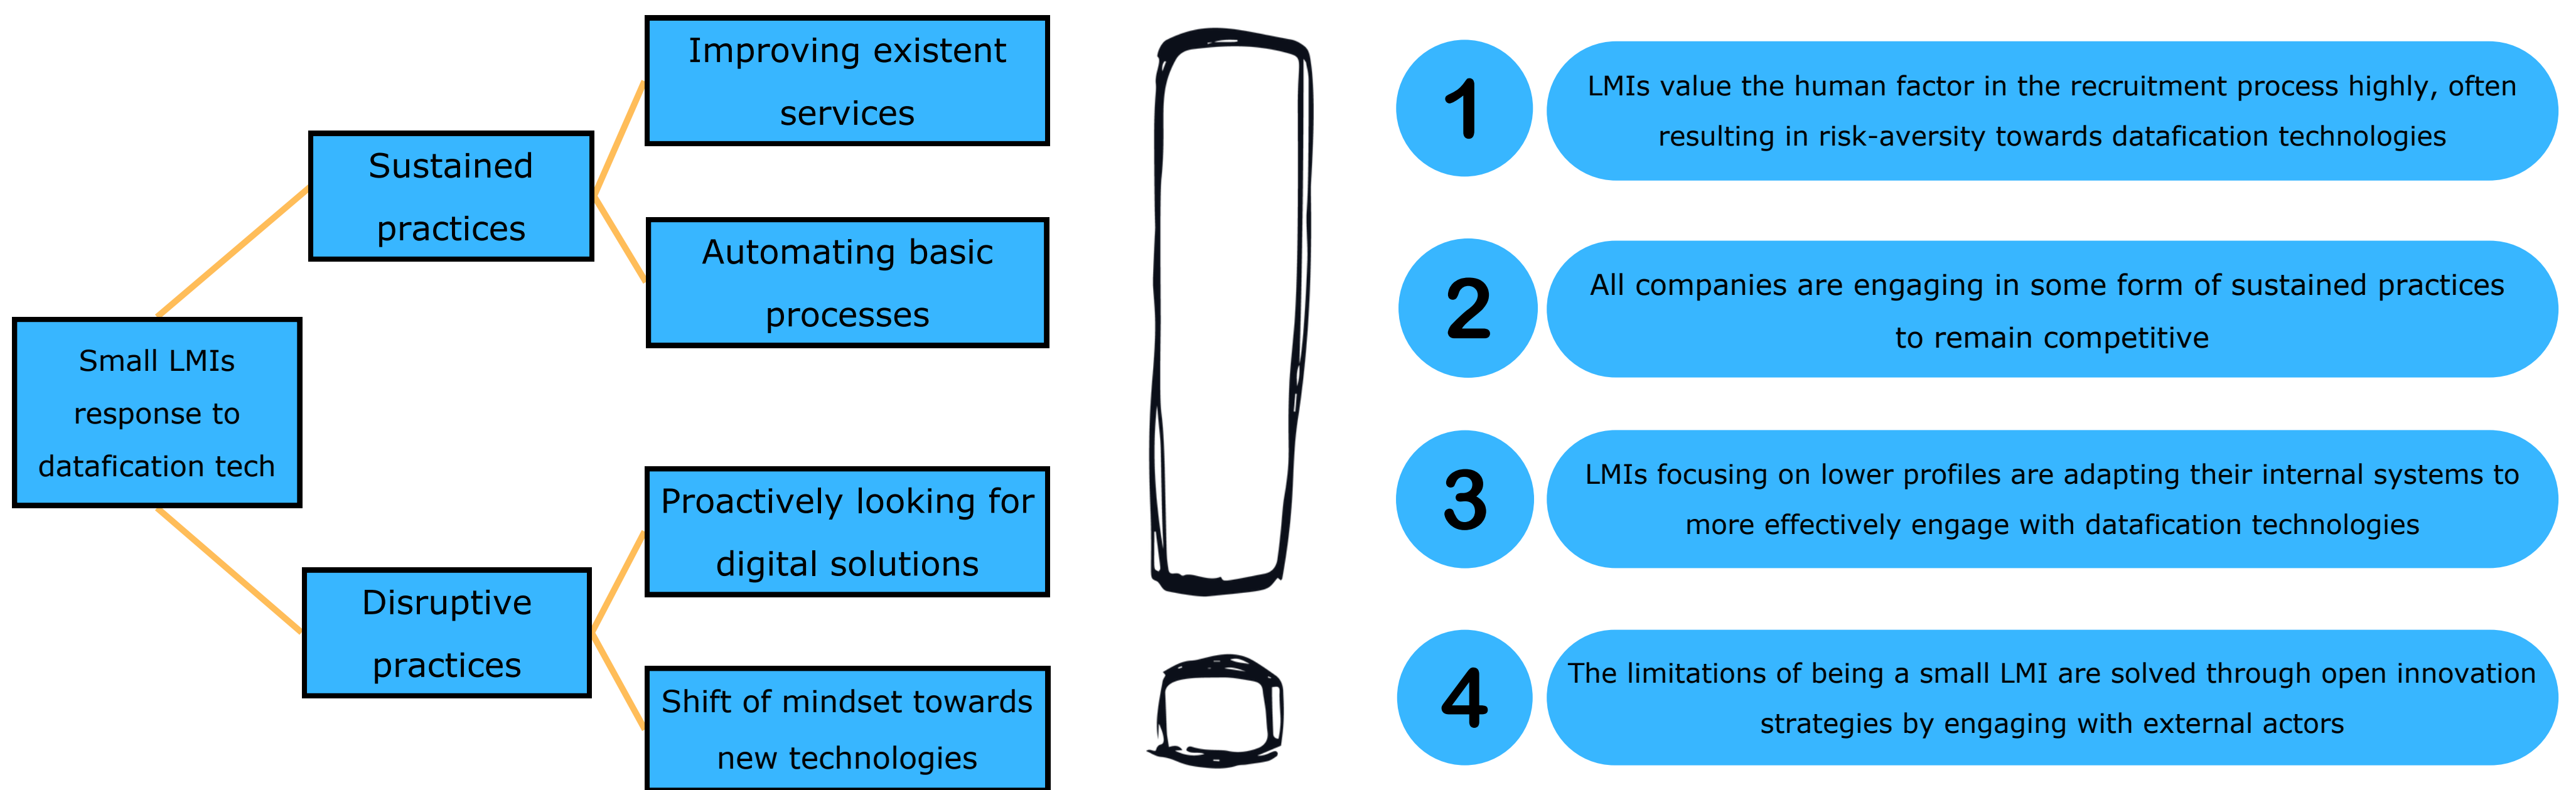 Improving existent
services
Sustained
practices
Automating basic
processes
Small LMIs
response to
datafication tech
Proactively looking for
digital solutions
Disruptive
practices
Shift of mindset towards
new technologies
1
LMIs value the human factor in the recruitment process highly, often
resulting in risk-aversity towards datafication technologies
2
All companies are engaging in some form of sustained practices
to remain competitive
3
LMIs focusing on lower profiles are adapting their internal systems to
more effectively engage with datafication technologies
4
The limitations of being a small LMI are solved through open innovation
strategies by engaging with external actors